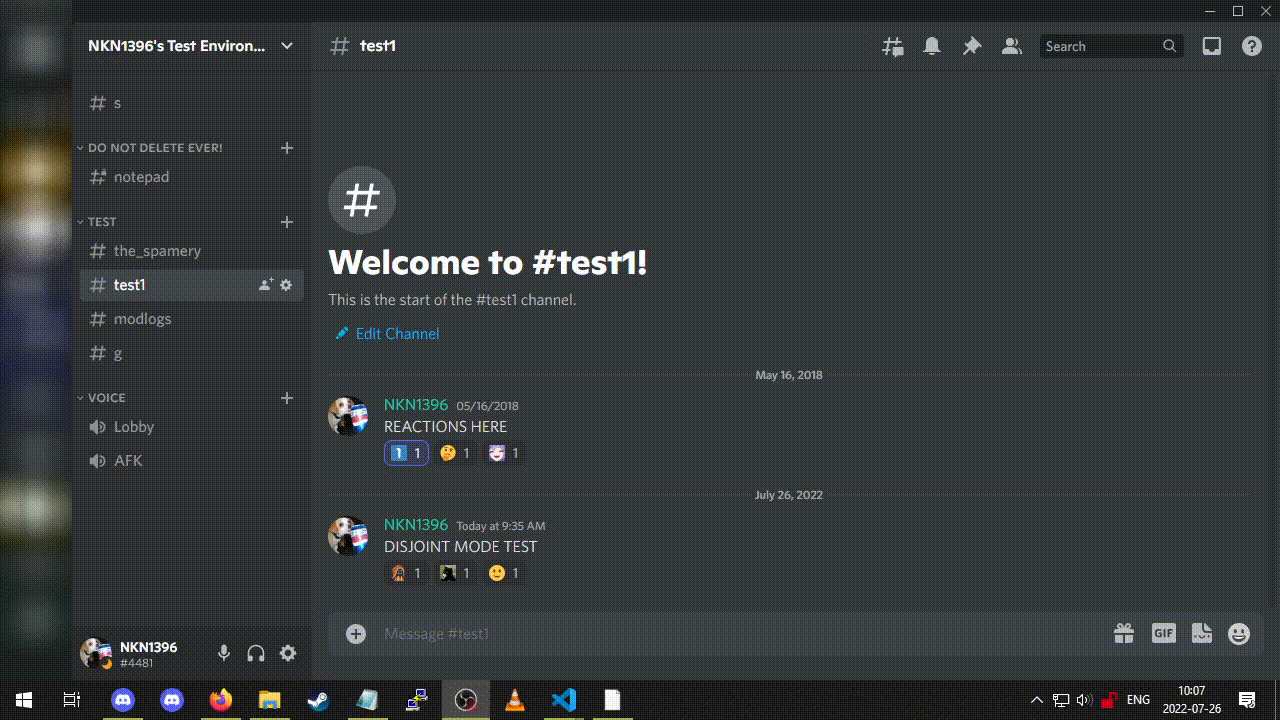 NKN1396's Test Environ...
s
DO NOT DELETE EVER!
notepad
TEST
the_spamery
test1
modlogs
g
VOICE
Lobby
AFK
NKN1396
#4481
test1
Search
Welcome to #test1!
This is the start of the #test1 channel.
Edit Channel
May 16, 2018
NKN1396 05/16/2018
REACTIONS HERE
1 1 1 1
July 26, 2022
NKN1396 Today at 9:35 AM
DISJOINT MODE TEST
1 1 1
Message #test1
GIF
ENG
10:07
2022-07-26